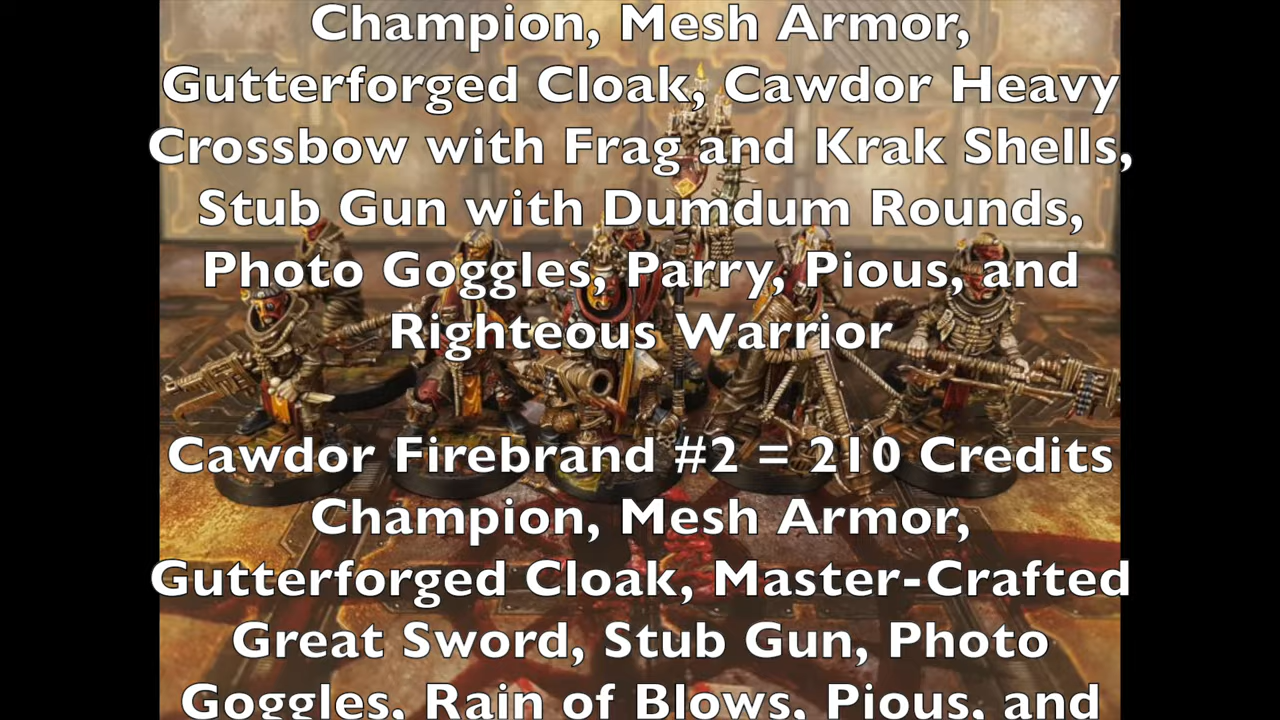 Champion, Mesh Armor,
Gutterforged Cloak, Cawdor Heavy
Crossbow with Frag and Krak Shells,
Stub Gun with Dumdum Rounds,
Photo Goggles, Parry, Pious, and
Righteous Warrior
Cawdor Firebrand #2 = 210 Credits
Champion, Mesh Armor,
Gutterforged Cloak, Master-Crafted
Great Sword, Stub Gun, Photo
Goggles, Rain of Blows, Pious, and